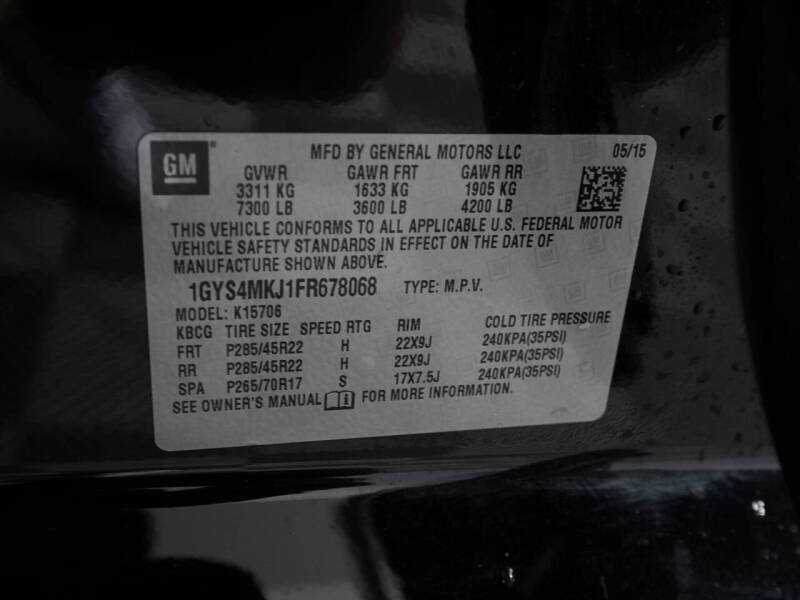 GM
MFD BY GENERAL MOTORS LLC 05/15
GVWR GAWR FRT GAWR RR
3311 KG 1633 KG 1905 KG
7300 LB 3600 LB 4200 LB
THIS VEHICLE CONFORMS TO ALL APPLICABLE U.S. FEDERAL MOTOR
VEHICLE SAFETY STANDARDS IN EFFECT ON THE DATE OF
MANUFACTURE SHOWN ABOVE.
1GYS4MKJ1FR678068 TYPE: M.P.V.
MODEL: K15706
KBCG TIRE SIZE SPEED RTG RIM COLD TIRE PRESSURE
FRT P285/45R22 H 22X9J 240KPA(35PSI)
RR P285/45R22 H 22X9J 240KPA(35PSI)
SPA P265/70R17 S 17X7.5J 240KPA(35PSI)
SEE OWNER'S MANUAL FOR MORE INFORMATION.